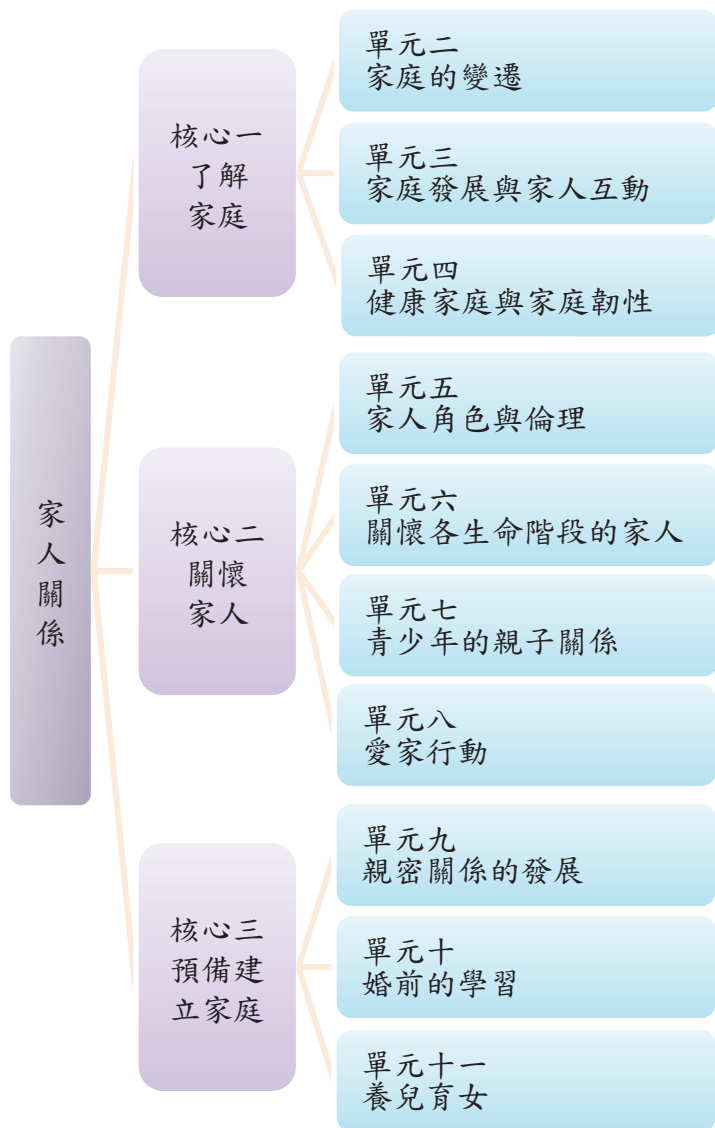 家人關係
核心一
了解
家庭
單元二
家庭的變遷
單元三
家庭發展與家人互動
單元四
健康家庭與家庭韌性
核心二
關懷
家人
單元五
家人角色與倫理
單元六
關懷各生命階段的家人
單元七
青少年的親子關係
單元八
愛家行動
核心三
預備建
立家庭
單元九
親密關係的發展
單元十
婚前的學習
單元十一
養兒育女